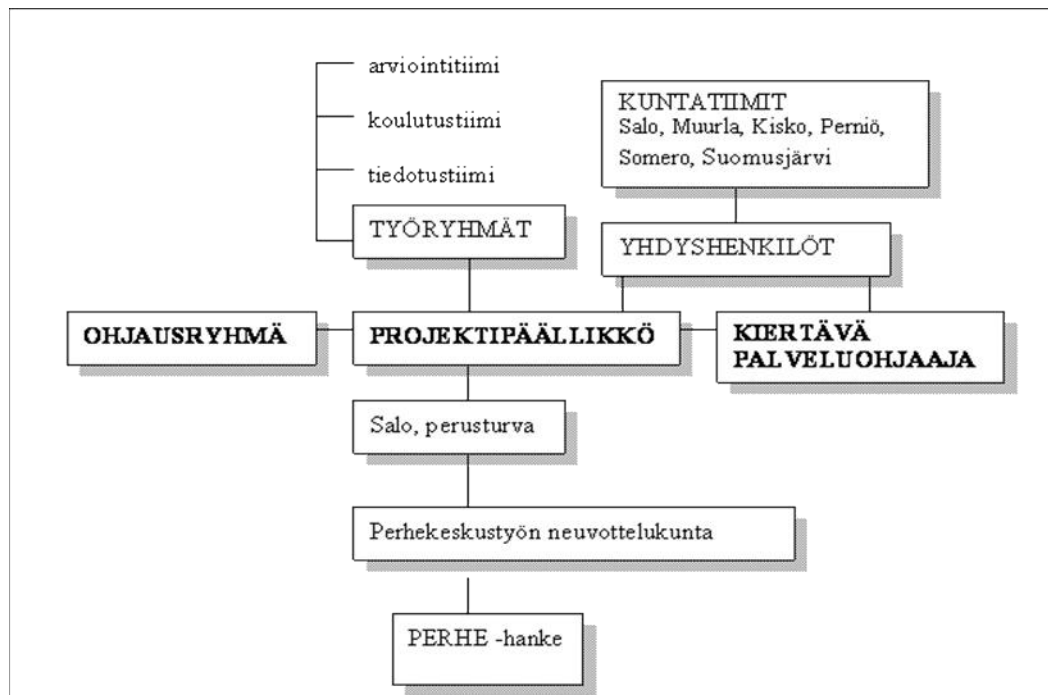 arviointitiimi
koulutustiimi
tiedotustiimi
TYÖRYHMÄT
KUNTATIIMIT
Salo, Muurla, Kisko, Perniö,
Somero, Suomusjärvi
YHDYSHENKILÖT
OHJAUSRYHMÄ
PROJEKTIPÄÄLLIKKÖ
KIERTÄVÄ
PALVELUOHJAAJA
Salo, perusturva
Perhekeskustyön neuvottelukunta
PERHE -hanke